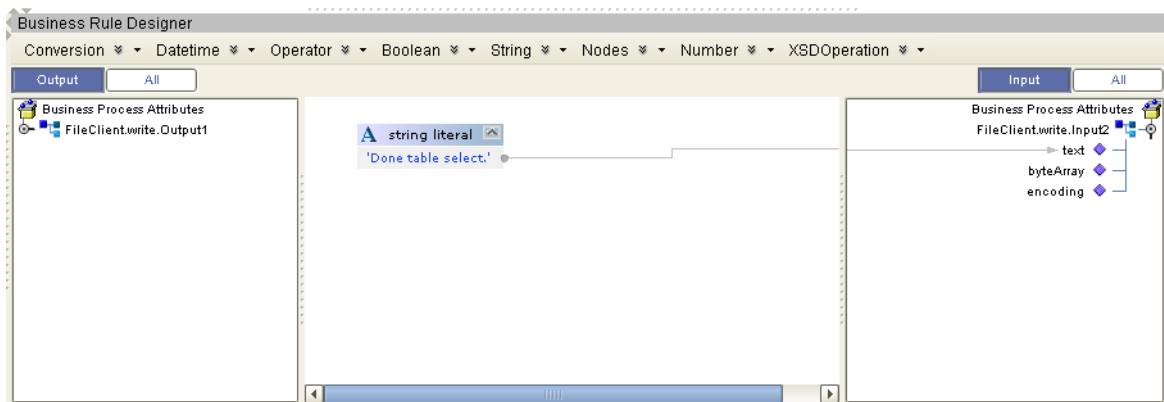 Business Rule Designer
Conversion Datetime Operator Boolean String Nodes Number XSDOperation
Output All Input All
Business Process Attributes
FileClient.write.Output1
A string literal
'Done table select.'
Business Process Attributes
FileClient.write.Input2
text
byteArray
encoding